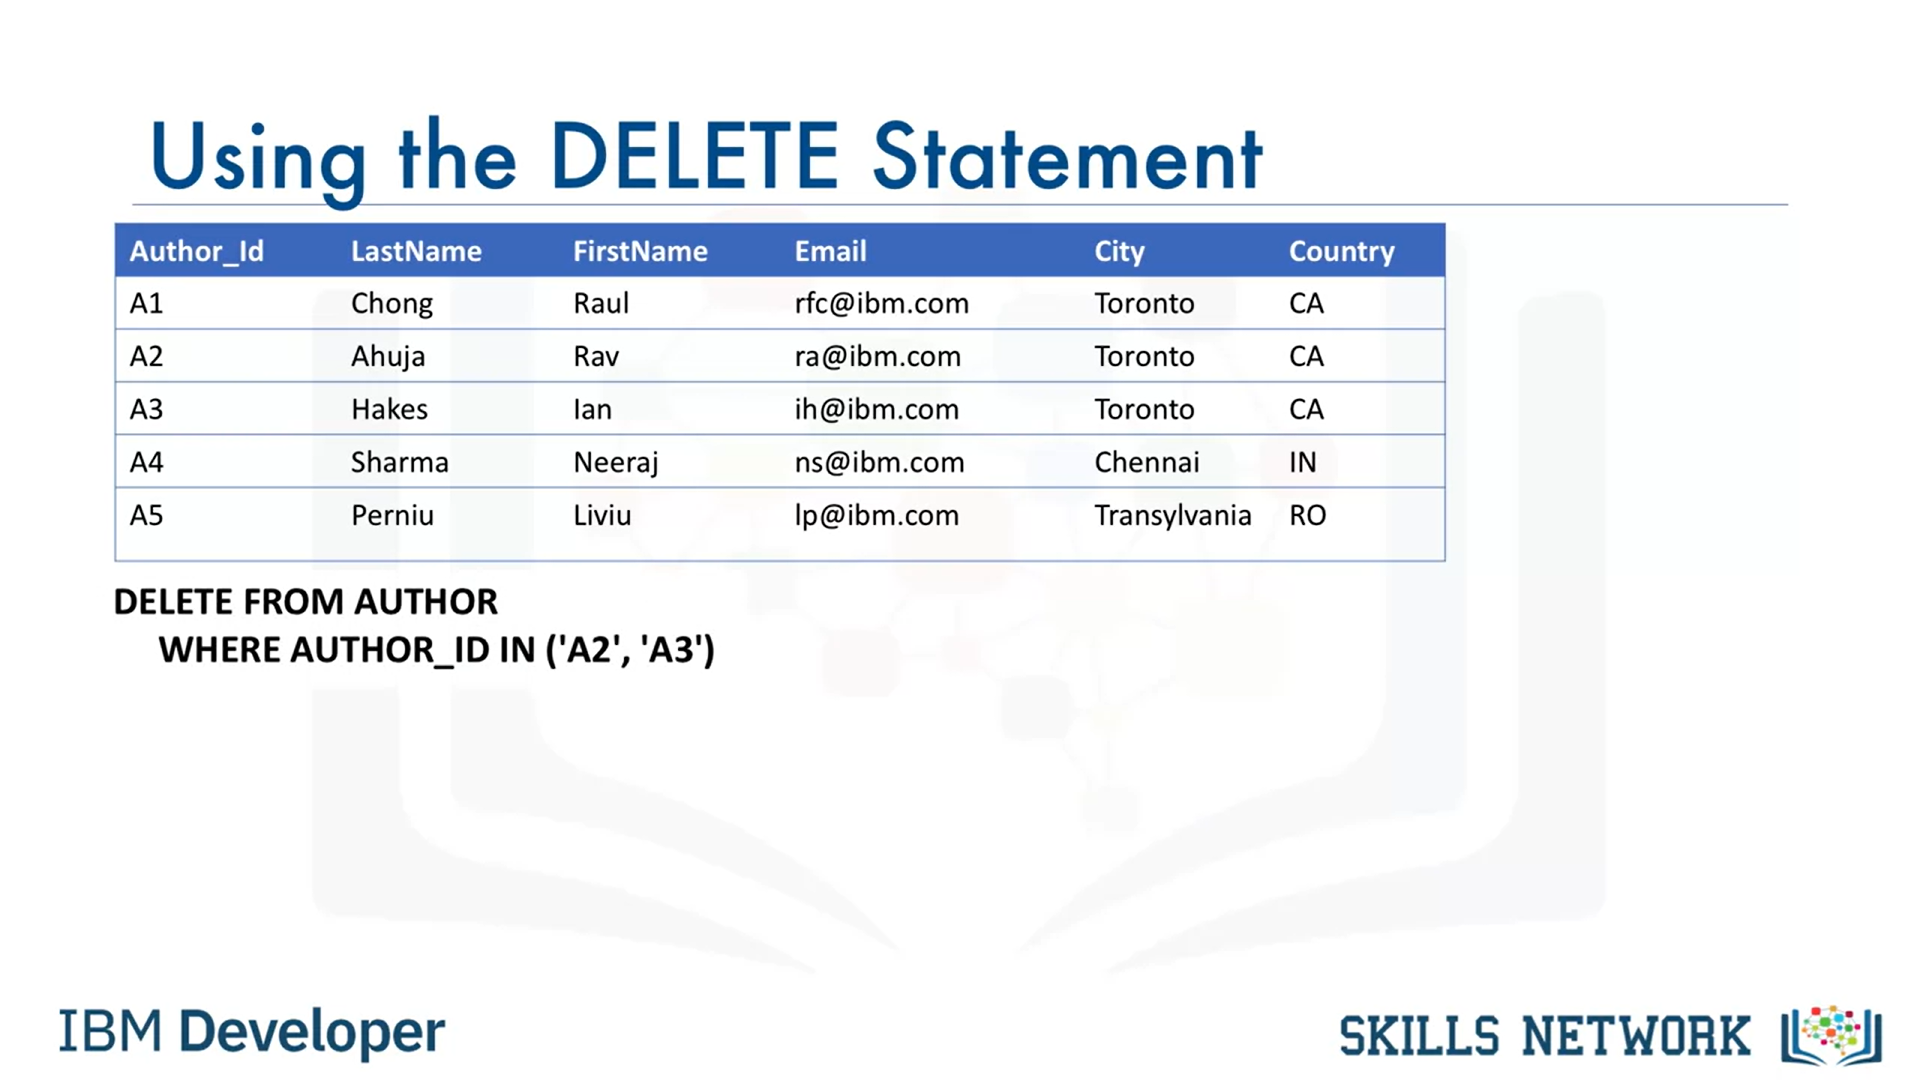 Using the DELETE Statement
Author_Id LastName FirstName Email City Country
A1 Chong Raul rfc@ibm.com Toronto CA
A2 Ahuja Rav ra@ibm.com Toronto CA
A3 Hakes Ian ih@ibm.com Toronto CA
A4 Sharma Neeraj ns@ibm.com Chennai IN
A5 Perniu Liviu lp@ibm.com Transylvania RO
DELETE FROM AUTHOR
WHERE AUTHOR_ID IN ('A2', 'A3')
IBM Developer
SKILLS NETWORK